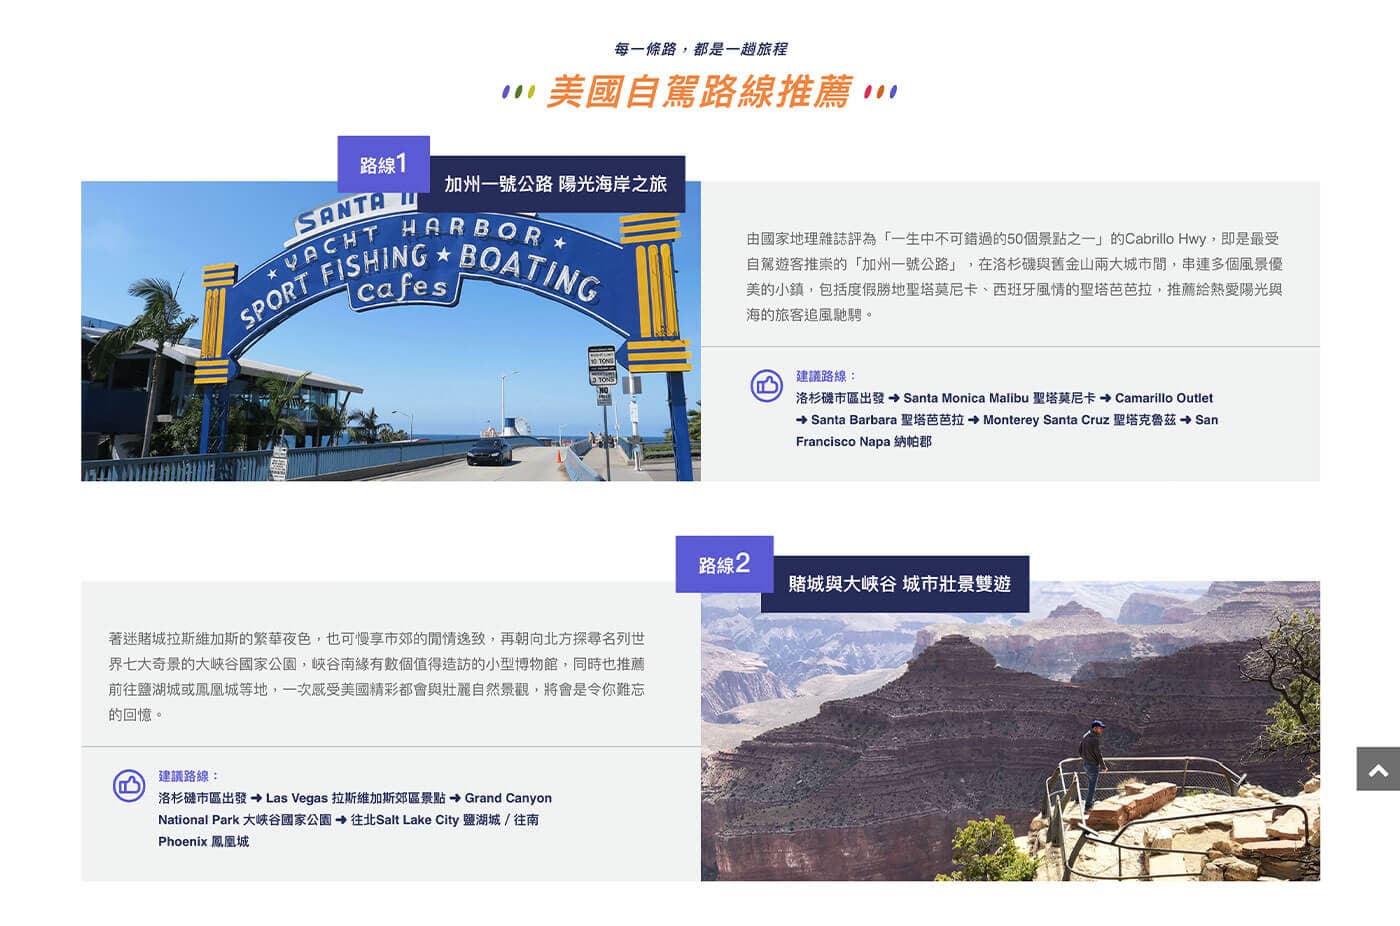 每一條路，都是一趟旅程
美國自駕路線推薦
路線1
加州一號公路 陽光海岸之旅
SANTA
YACHT HARBOR
SPORT FISHING ★ BOATING
Cafes
10 TONS
3 TONS
NO
由國家地理雜誌評為「一生中不可錯過的50個景點之一」的Cabrillo Hwy，即是最受
自駕遊客推崇的「加州一號公路」，在洛杉磯與舊金山兩大城市間，串連多個風景優
美的小鎮，包括度假勝地聖塔莫尼卡、西班牙風情的聖塔芭芭拉，推薦給熱愛陽光與
海的旅客追風馳騁。
建議路線：
洛杉磯市區出發 ➜ Santa Monica Malibu 聖塔莫尼卡 ➜ Camarillo Outlet
➜ Santa Barbara 聖塔芭芭拉 ➜ Monterey Santa Cruz 聖塔克魯茲 ➜ San
Francisco Napa 納帕郡
路線2
賭城與大峽谷 城市壯景雙遊
著迷賭城拉斯維加斯的繁華夜色，也可慢享市郊的閒情逸致，再朝向北方探尋名列世
界七大奇景的大峽谷國家公園，峽谷南緣有數個值得造訪的小型博物館，同時也推薦
前往鹽湖城或鳳凰城等地，一次感受美國精彩都會與壯麗自然景觀，將會是令你難忘
的回憶。
建議路線：
洛杉磯市區出發 ➜ Las Vegas 拉斯維加斯郊區景點 ➜ Grand Canyon
National Park 大峽谷國家公園 ➜ 往北Salt Lake City 鹽湖城 / 往南
Phoenix 鳳凰城